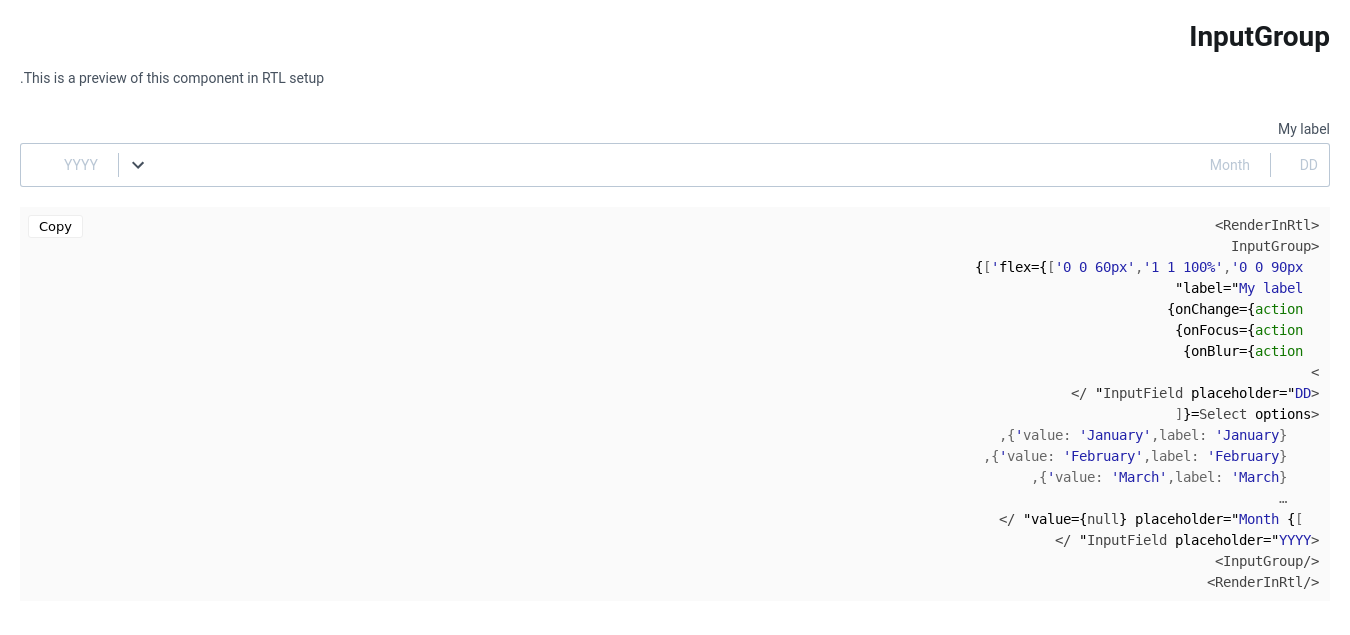 InputGroup
.This is a preview of this component in RTL setup
My label
YYYY Month DD
Copy
<RenderInRtl>
InputGroup>
{['flex={['0 0 60px','1 1 100%','0 0 90px
"label="My label
{onChange={action
{onFocus={action
{onBlur={action
<
</ "InputField placeholder="DD>
]}=Select options>
,{'value: 'January',label: 'January}
,{'value: 'February',label: 'February}
,{'value: 'March',label: 'March}
…
</ "value={null} placeholder="Month {[
</ "InputField placeholder="YYYY>
<InputGroup/>
<RenderInRtl/>